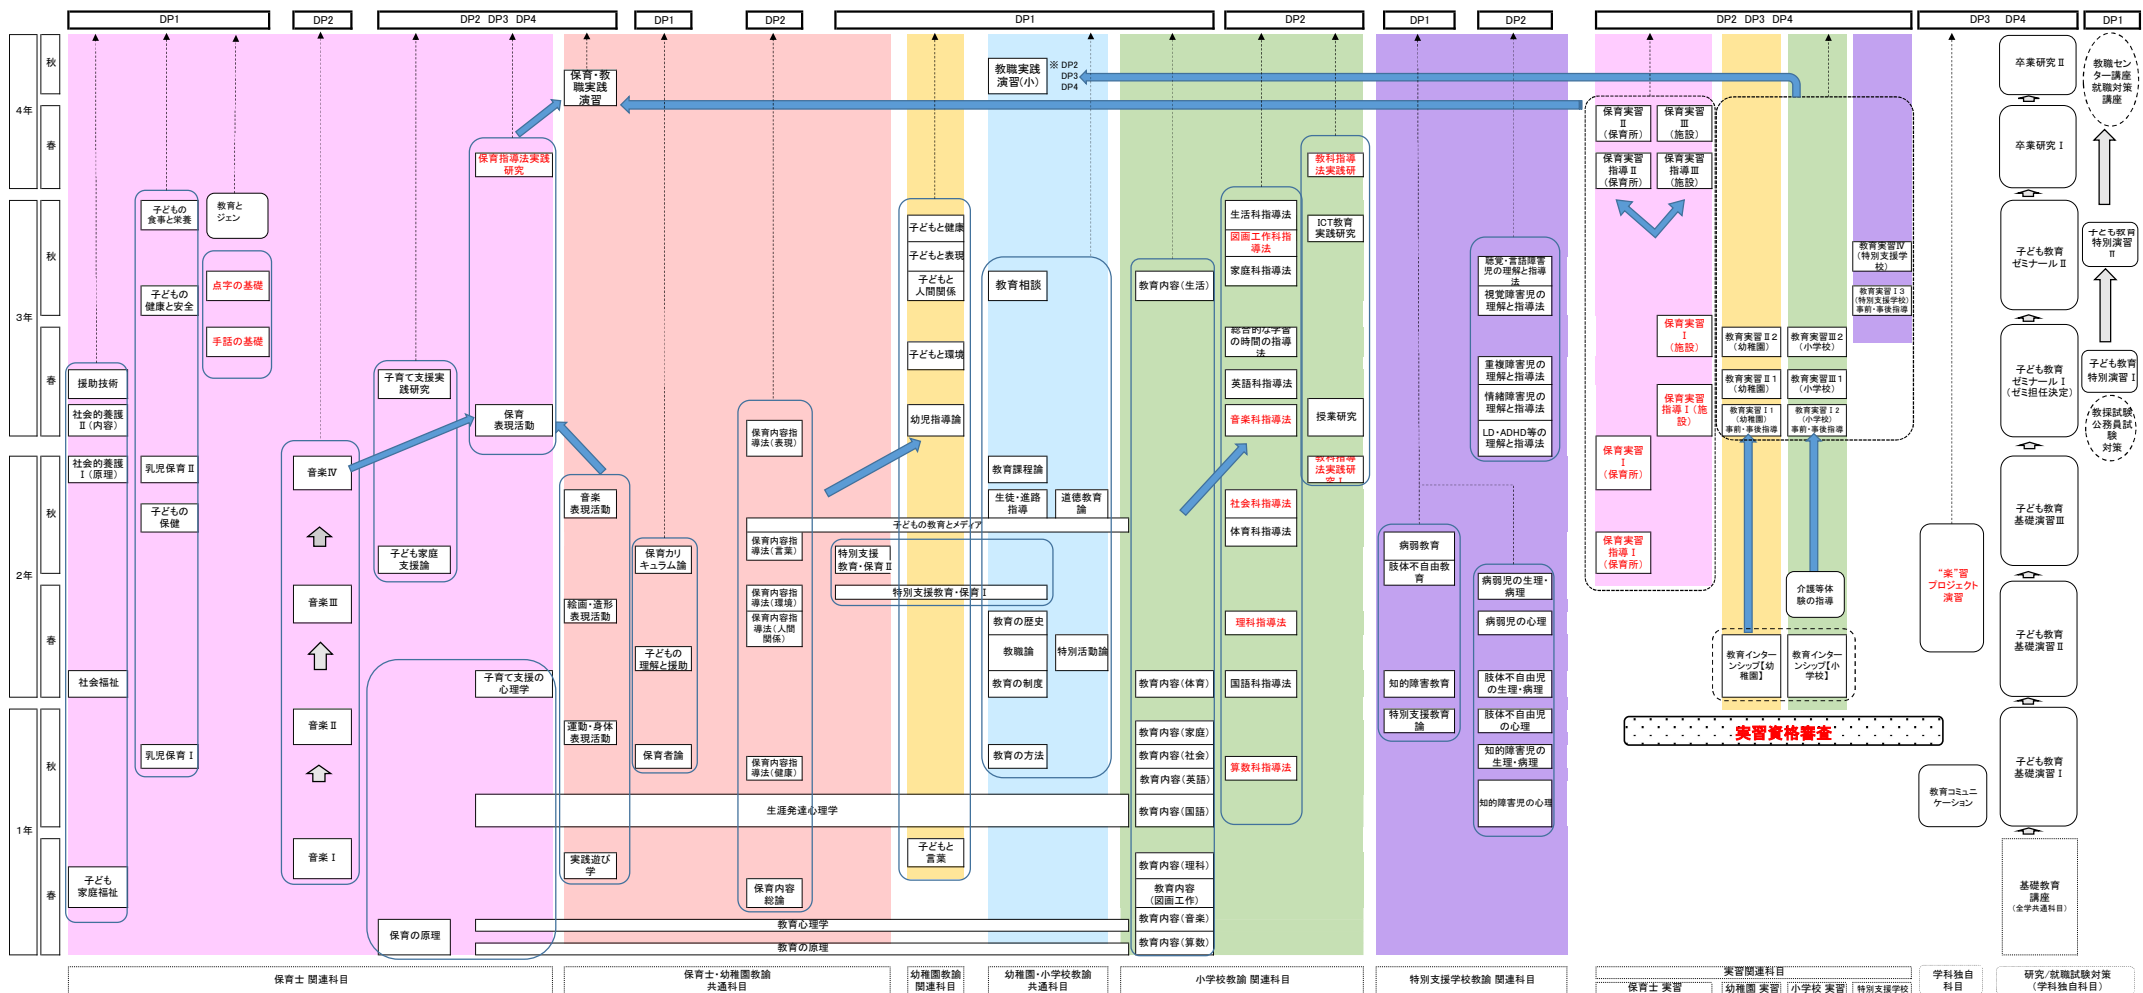 DP1
DP2
DP2 DP3 DP4
DP1
DP2
DP1
DP2
DP1
DP2
DP2 DP3 DP4
DP3 DP4
DP1
4年
秋
春
3年
秋
春
2年
秋
春
1年
秋
春
援助技術
社会的養護
Ⅱ(内容)
社会的養護
Ⅰ(原理)
社会福祉
子ども
家庭福祉
子どもの
食事と栄養
子どもの
健康と安全
乳児保育Ⅱ
子どもの
保健
乳児保育Ⅰ
教育と
ジェン
点字の基礎
手話の基礎
音楽Ⅳ
音楽Ⅲ
音楽Ⅱ
音楽Ⅰ
子育て支援実
践研究
子ども家庭
支援論
保育の原理
保育指導法実践
研究
保育
表現活動
子育て支援の
心理学
保育・教
職実践
演習
音楽
表現活動
絵画・造形
表現活動
運動・身体
表現活動
実践遊び
学
保育カリ
キュラム論
子どもの
理解と援助
保育者論
保育内容指
導法(表現)
子どもの教育とメディア
保育内容指
導法(言葉)
保育内容指
導法(環境)
保育内容指
導法(人間
関係)
保育内容指
導法(健康)
保育内容
総論
特別支援
教育・保育Ⅱ
特別支援教育・保育Ⅰ
生涯発達心理学
教育心理学
教育の原理
子どもと健康
子どもと表現
子どもと
人間関係
子どもと環境
幼児指導論
子どもと
言葉
教職実践
演習(小)
※ DP2
DP3
DP4
教育相談
教育課程論
生徒・進路
指導
道徳教育
論
教育の歴史
教職論
特別活動論
教育の制度
教育の方法
教育内容(生活)
教育内容(体育)
教育内容(家庭)
教育内容(社会)
教育内容(英語)
教育内容(国語)
教育内容(理科)
教育内容
(図画工作)
教育内容(音楽)
教育内容(算数)
生活科指導法
図画工作科指
導法
家庭科指導法
総合的な学習
の時間の指導
法
英語科指導法
音楽科指導法
社会科指導法
体育科指導法
理科指導法
国語科指導法
算数科指導法
教科指導
法実践研
ICT教育
実践研究
授業研究
教科指導
法実践研
究Ⅰ
病弱教育
肢体不自由教
育
知的障害教育
特別支援教育
論
聴覚・言語障害
児の理解と指導
法
視覚障害児の
理解と指導法
重複障害児の
理解と指導法
情緒障害児の
理解と指導法
LD・ADHD等の
理解と指導法
病弱児の生理・
病理
病弱児の心理
肢体不自由児
の生理・病理
肢体不自由児
の心理
知的障害児の
生理・病理
知的障害児の心理
保育実習
Ⅱ
(保育所)
保育実習
Ⅲ
(施設)
保育実習
指導Ⅱ
(保育所)
保育実習
指導Ⅲ
(施設)
保育実習
Ⅰ
(施設)
保育実習
指導Ⅰ(施
設)
保育実習
Ⅰ
(保育所)
保育実習
指導Ⅰ
(保育所)
教育実習Ⅱ2
(幼稚園)
教育実習Ⅲ2
(小学校)
教育実習Ⅱ1
(幼稚園)
教育実習Ⅲ1
(小学校)
教育実習Ⅰ1
(幼稚園)
事前・事後指導
教育実習Ⅰ2
(小学校)
事前・事後指導
教育実習Ⅳ
(特別支援学
校)
教育実習Ⅰ3
(特別支援学校)
事前・事後指導
介護等体
験の指導
教育インター
ンシップ【幼
稚園】
教育インター
ンシップ【小
学校】
実習資格審査
“楽”習
プロジェクト
演習
教育コミュニ
ケーション
卒業研究Ⅱ
卒業研究Ⅰ
子ども教育
ゼミナールⅡ
子ども教育
ゼミナールⅠ
(ゼミ担任決定)
子ども教育
基礎演習Ⅲ
子ども教育
基礎演習Ⅱ
子ども教育
基礎演習Ⅰ
基礎教育
講座
(全学共通科目)
教職セン
ター講座
就職対策
講座
子ども教育
特別演習
Ⅱ
子ども教育
特別演習Ⅰ
教採試験
公務員試
験
対策
保育士 関連科目
保育士・幼稚園教諭
共通科目
幼稚園教諭
関連科目
幼稚園・小学校教諭
共通科目
小学校教諭 関連科目
特別支援学校教諭 関連科目
実習関連科目
保育士 実習
幼稚園 実習
小学校 実習
特別支援学校
学科独自
科目
研究/就職試験対策
(学科独自科目)